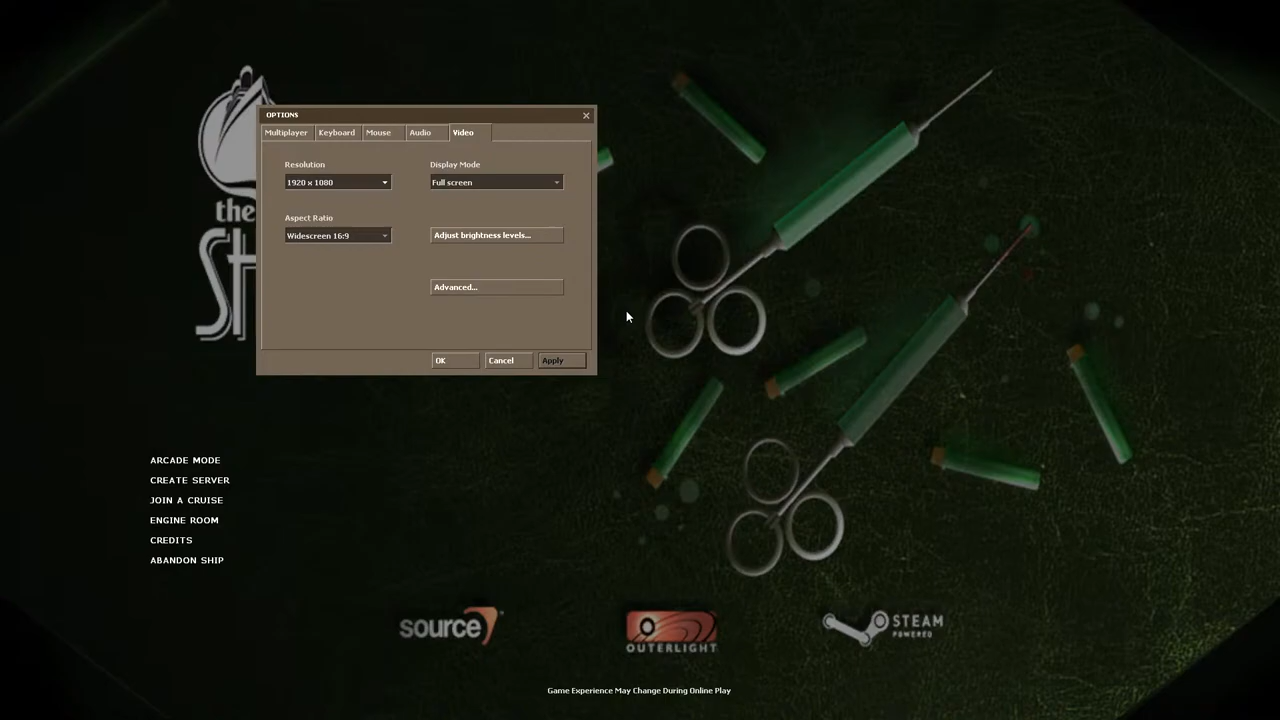 OPTIONS
Multiplayer Keyboard Mouse Audio Video
Resolution
1920 x 1080
Display Mode
Full screen
Aspect Ratio
Widescreen 16:9
Adjust brightness levels...
Advanced...
OK Cancel Apply
the
SH
ARCADE MODE
CREATE SERVER
JOIN A CRUISE
ENGINE ROOM
CREDITS
ABANDON SHIP
source
OUTERLIGHT
STEAM
POWERED
Game Experience May Change During Online Play